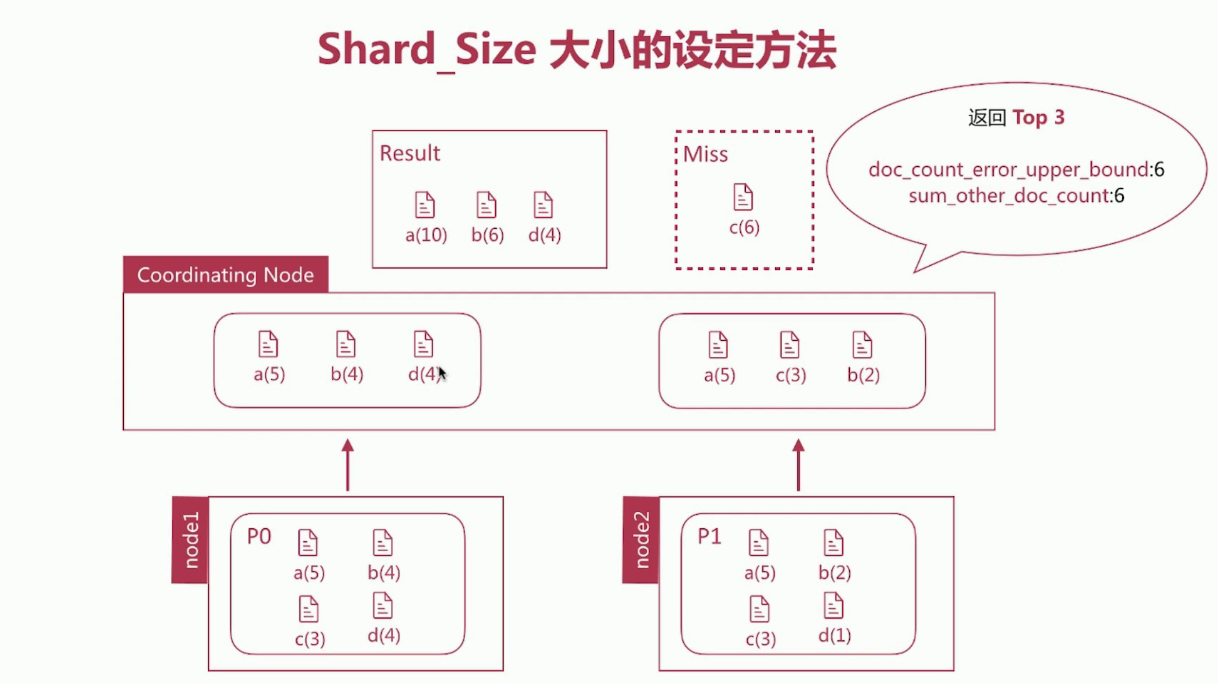 Shard_Size 大小的设定方法
返回 Top 3
doc_count_error_upper_bound:6
sum_other_doc_count:6
Result
a(10) b(6) d(4)
Miss
c(6)
Coordinating Node
a(5) b(4) d(4)
a(5) c(3) b(2)
node1
P0
a(5) b(4)
c(3) d(4)
node2
P1
a(5) b(2)
c(3) d(1)